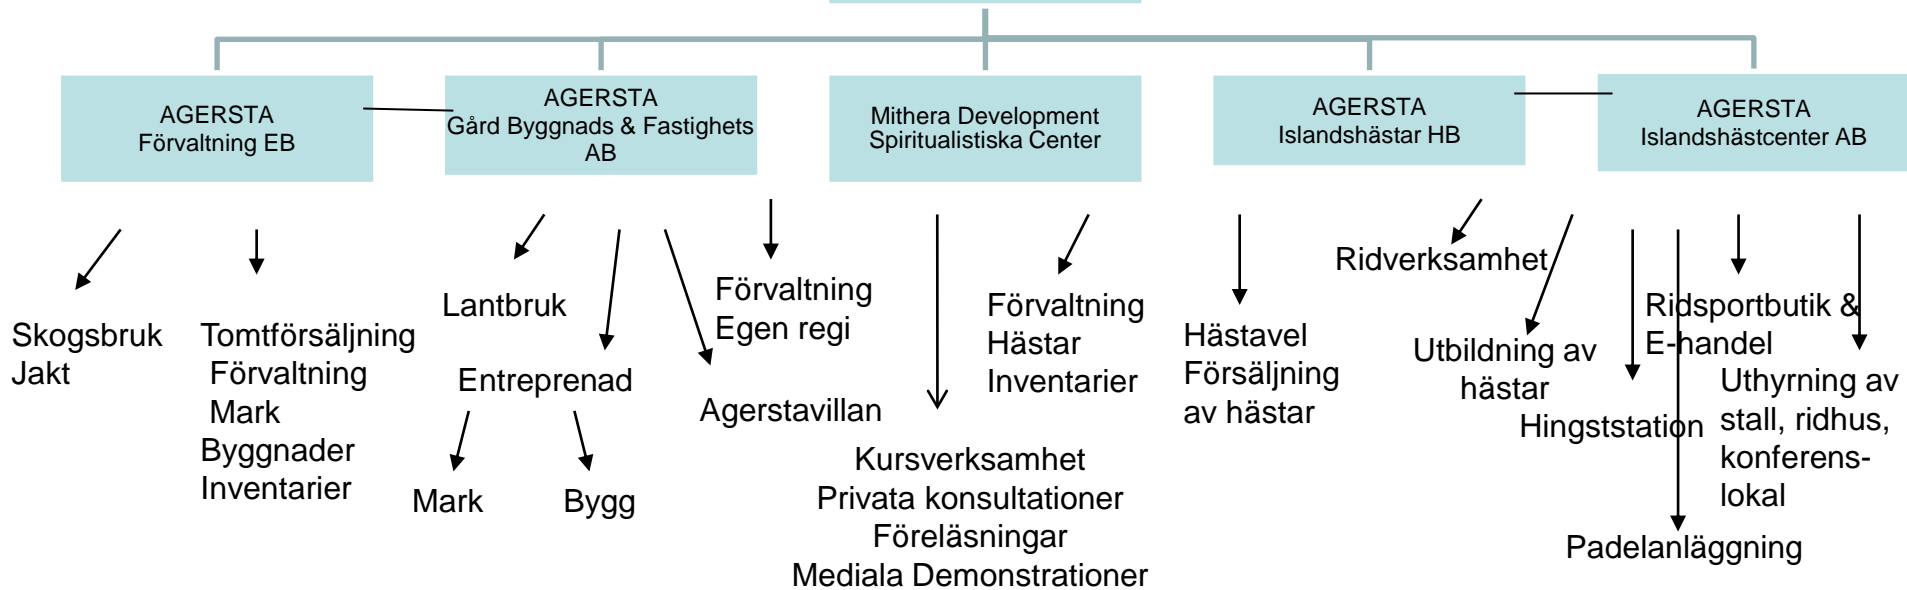 AGERSTA
Förvaltning EB
AGERSTA
Gård Byggnads & Fastighets
AB
Mithera Development
Spiritualistiska Center
AGERSTA
Islandshästar HB
AGERSTA
Islandshästcenter AB
Skogsbruk
Jakt
Tomtförsäljning
Förvaltning
Mark
Byggnader
Inventarier
Lantbruk
Entreprenad
Mark
Bygg
Agerstavillan
Förvaltning
Egen regi
Kursverksamhet
Privata konsultationer
Föreläsningar
Mediala Demonstrationer
Förvaltning
Hästar
Inventarier
Hästavel
Försäljning
av hästar
Ridverksamhet
Utbildning av
hästar
Hingststation
Padelanläggning
Ridsportbutik &
E-handel
Uthyrning av
stall, ridhus,
konferens-
lokal